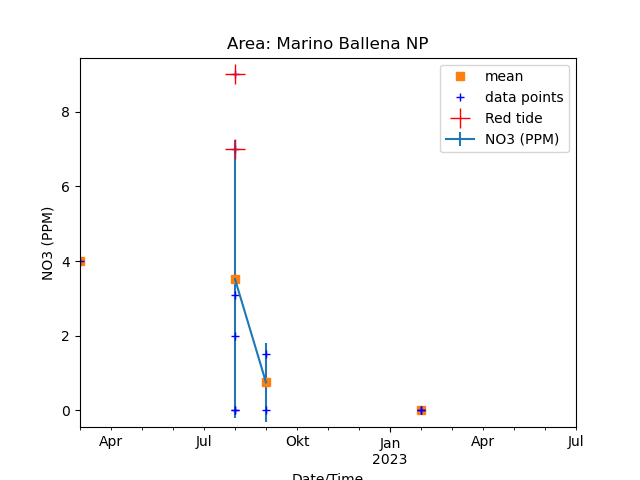 Area: Marino Ballena NP
mean
data points
Red tide
NO3 (PPM)
NO3 (PPM)
8
6
4
2
0
Apr
Jul
Okt
Jan
2023
Apr
Jul
Date/Time